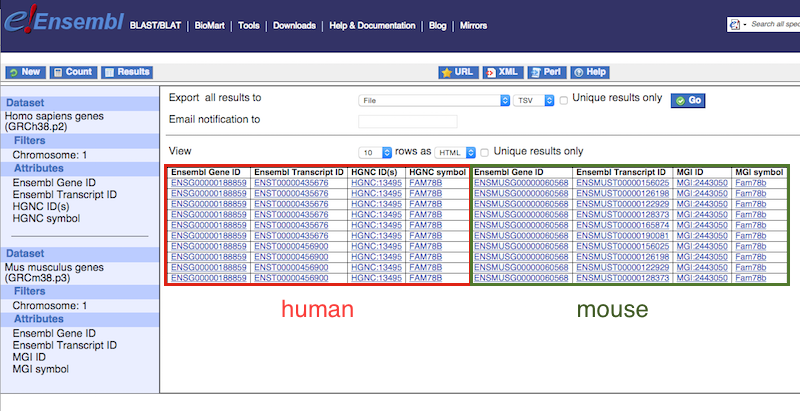 e!Ensembl BLAST/BLAT | BioMart | Tools | Downloads | Help & Documentation | Blog | Mirrors Search all spec
New Count Results URL XML Perl Help
Dataset
Homo sapiens genes
(GRCh38.p2)
Filters
Chromosome: 1
Attributes
Ensembl Gene ID
Ensembl Transcript ID
HGNC ID(s)
HGNC symbol
Dataset
Mus musculus genes
(GRCm38.p3)
Filters
Chromosome: 1
Attributes
Ensembl Gene ID
Ensembl Transcript ID
MGI ID
MGI symbol
Export all results to File TSV Unique results only Go
Email notification to
View 10 rows as HTML Unique results only
Ensembl Gene ID Ensembl Transcript ID HGNC ID(s) HGNC symbol Ensembl Gene ID Ensembl Transcript ID MGI ID MGI symbol
ENSG00000188859 ENST00000435676 HGNC:13495 FAM78B ENSMUSG00000060568 ENSMUST00000156025 MGI:2443050 Fam78b
ENSG00000188859 ENST00000435676 HGNC:13495 FAM78B ENSMUSG00000060568 ENSMUST00000126198 MGI:2443050 Fam78b
ENSG00000188859 ENST00000435676 HGNC:13495 FAM78B ENSMUSG00000060568 ENSMUST00000122929 MGI:2443050 Fam78b
ENSG00000188859 ENST00000435676 HGNC:13495 FAM78B ENSMUSG00000060568 ENSMUST00000128373 MGI:2443050 Fam78b
ENSG00000188859 ENST00000435676 HGNC:13495 FAM78B ENSMUSG00000060568 ENSMUST00000165874 MGI:2443050 Fam78b
ENSG00000188859 ENST00000435676 HGNC:13495 FAM78B ENSMUSG00000060568 ENSMUST00000190081 MGI:2443050 Fam78b
ENSG00000188859 ENST00000456900 HGNC:13495 FAM78B ENSMUSG00000060568 ENSMUST00000156025 MGI:2443050 Fam78b
ENSG00000188859 ENST00000456900 HGNC:13495 FAM78B ENSMUSG00000060568 ENSMUST00000126198 MGI:2443050 Fam78b
ENSG00000188859 ENST00000456900 HGNC:13495 FAM78B ENSMUSG00000060568 ENSMUST00000122929 MGI:2443050 Fam78b
ENSG00000188859 ENST00000456900 HGNC:13495 FAM78B ENSMUSG00000060568 ENSMUST00000128373 MGI:2443050 Fam78b
human mouse